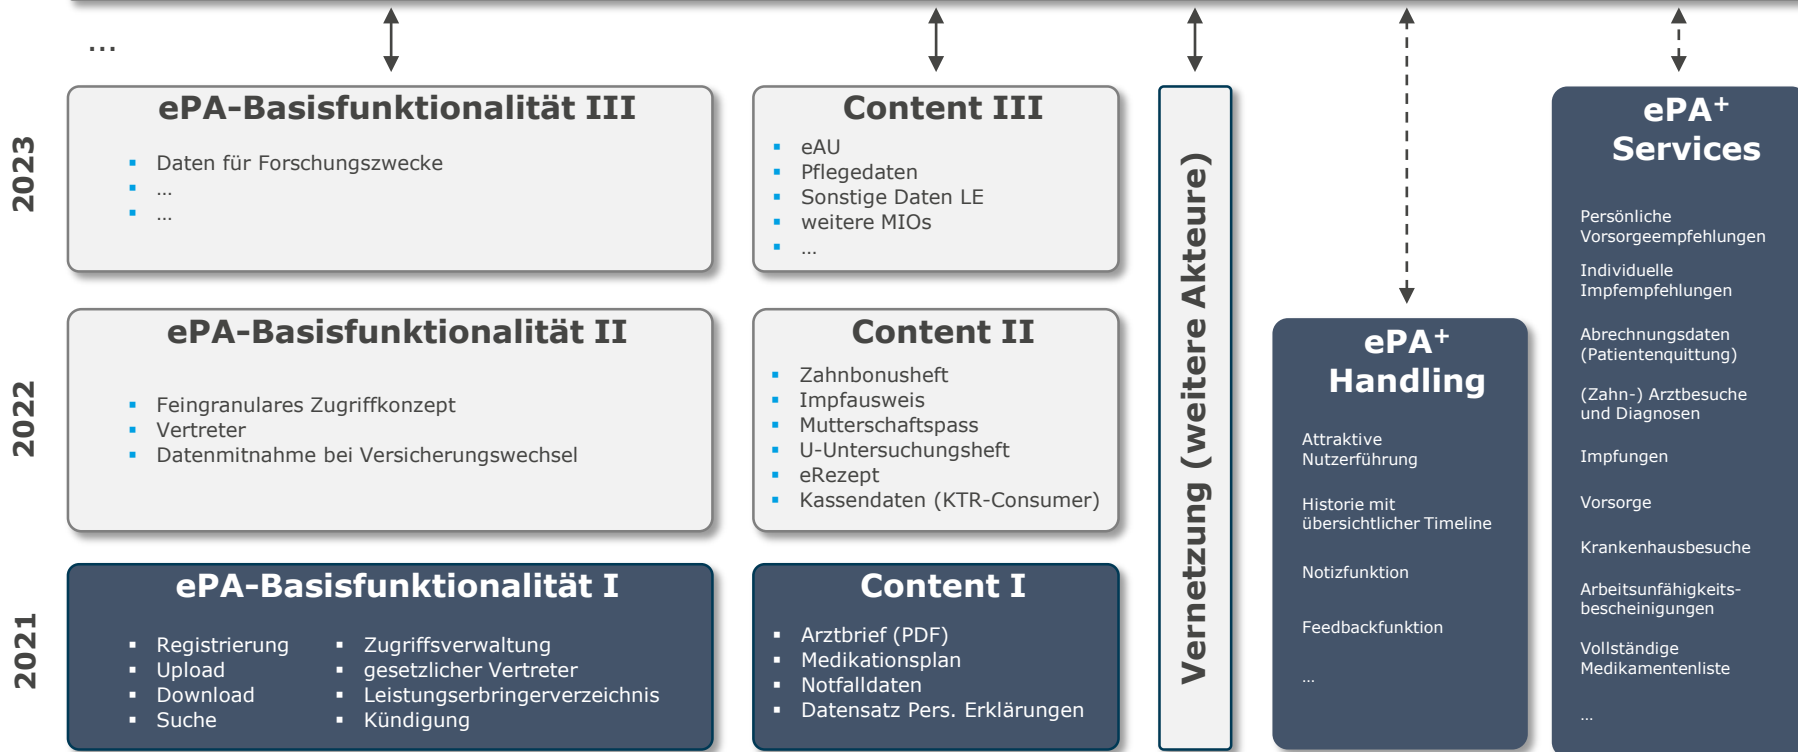 ...
2023
ePA-Basisfunktionalität III
Daten für Forschungszwecke
...
...
Content III
eAU
Pflegedaten
Sonstige Daten LE
weitere MIOs
...
2022
ePA-Basisfunktionalität II
Feingranulares Zugriffkonzept
Vertreter
Datenmitnahme bei Versicherungswechsel
Content II
Zahnbonusheft
Impfausweis
Mutterschaftspass
U-Untersuchungsheft
eRezept
Kassendaten (KTR-Consumer)
2021
ePA-Basisfunktionalität I
Registrierung
Upload
Download
Suche
Zugriffsverwaltung
gesetzlicher Vertreter
Leistungserbringerverzeichnis
Kündigung
Content I
Arztbrief (PDF)
Medikationsplan
Notfalldaten
Datensatz Pers. Erklärungen
Vernetzung (weitere Akteure)
ePA+
Handling
Attraktive
Nutzerführung
Historie mit
übersichtlicher Timeline
Notizfunktion
Feedbackfunktion
...
ePA+
Services
Persönliche
Vorsorgeempfehlungen
Individuelle
Impfempfehlungen
Abrechnungsdaten
(Patientenquittung)
(Zahn-) Arztbesuche
und Diagnosen
Impfungen
Vorsorge
Krankenhausbesuche
Arbeitsunfähigkeits-
bescheinigungen
Vollständige
Medikamentenliste
...